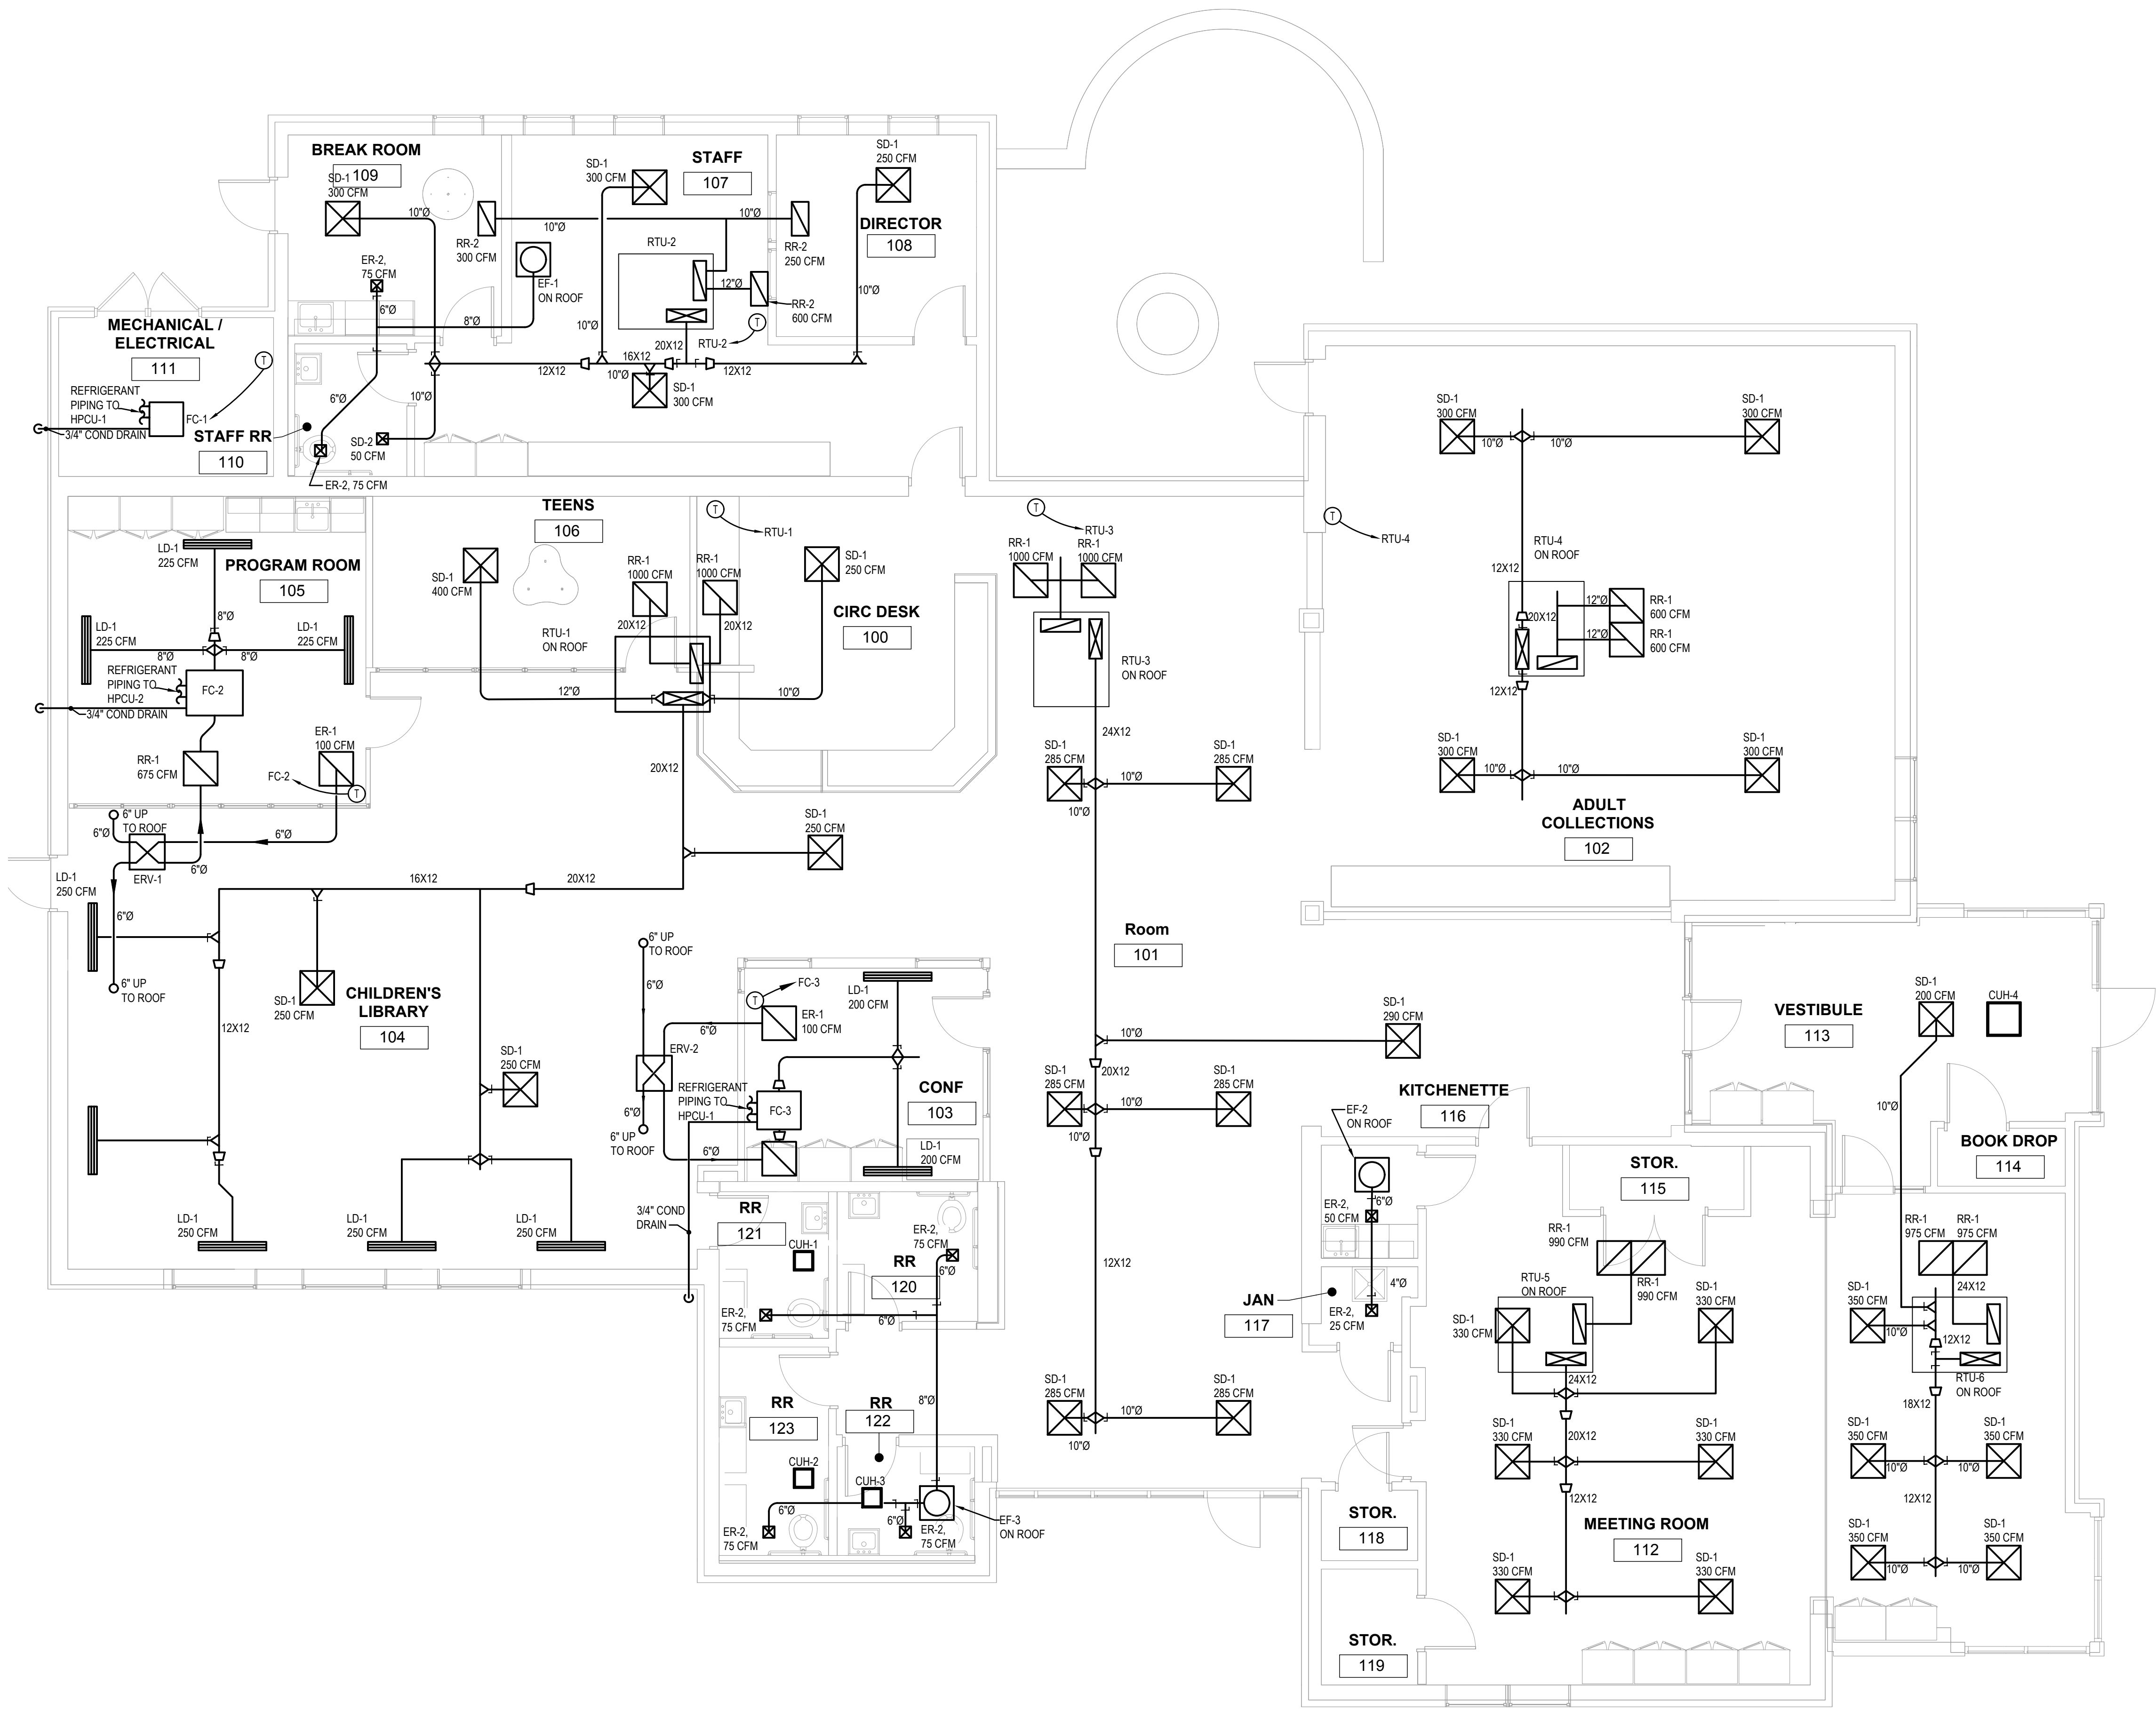 BREAK ROOM
109
SD-1
300 CFM
10"Ø
RR-2
300 CFM
ER-2,
75 CFM
6"Ø
8"Ø
EF-1
ON ROOF
SD-1
300 CFM
STAFF
107
10"Ø
10"Ø
RTU-2
12"Ø
RR-2
250 CFM
RR-2
600 CFM
RTU-2
SD-1
250 CFM
DIRECTOR
108
10"Ø
10"Ø
20X12
16X12
12X12
12X12
10"Ø
SD-1
300 CFM
MECHANICAL /
ELECTRICAL
111
T
T
REFRIGERANT
PIPING TO
HPCU-1
FC-1
3/4" COND DRAIN
STAFF RR
110
6"Ø
10"Ø
SD-2
50 CFM
ER-2, 75 CFM
SD-1
300 CFM
SD-1
300 CFM
10"Ø
10"Ø
TEENS
106
T
RTU-1
T
RTU-3
T
RTU-4
LD-1
225 CFM
PROGRAM ROOM
105
SD-1
400 CFM
RR-1
1000 CFM
RR-1
1000 CFM
SD-1
250 CFM
RR-1
1000 CFM
RR-1
1000 CFM
RTU-4
ON ROOF
12X12
8"Ø
LD-1
225 CFM
LD-1
225 CFM
8"Ø
8"Ø
RTU-1
ON ROOF
20X12
20X12
CIRC DESK
100
20X12
12"Ø
12"Ø
RR-1
600 CFM
RR-1
600 CFM
REFRIGERANT
PIPING TO
HPCU-2
FC-2
3/4" COND DRAIN
12"Ø
10"Ø
RTU-3
ON ROOF
12X12
RR-1
675 CFM
ER-1
100 CFM
FC-2
T
20X12
24X12
SD-1
285 CFM
SD-1
285 CFM
10"Ø
10"Ø
SD-1
300 CFM
SD-1
300 CFM
10"Ø
10"Ø
6" UP
TO ROOF
6"Ø
6"Ø
6"Ø
ERV-1
SD-1
250 CFM
ADULT
COLLECTIONS
102
LD-1
250 CFM
16X12
20X12
6"Ø
6" UP
TO ROOF
SD-1
250 CFM
CHILDREN'S
LIBRARY
104
12X12
6" UP
TO ROOF
6"Ø
T
FC-3
LD-1
200 CFM
ER-1
100 CFM
6"Ø
ERV-2
Room
101
SD-1
290 CFM
10"Ø
SD-1
200 CFM
CUH-4
VESTIBULE
113
SD-1
250 CFM
REFRIGERANT
PIPING TO
HPCU-1
FC-3
CONF
103
6"Ø
6" UP
TO ROOF
6"Ø
LD-1
200 CFM
SD-1
285 CFM
20X12
SD-1
285 CFM
10"Ø
10"Ø
KITCHENETTE
116
EF-2
ON ROOF
10"Ø
BOOK DROP
114
STOR.
115
LD-1
250 CFM
LD-1
250 CFM
LD-1
250 CFM
3/4" COND
DRAIN
RR
121
CUH-1
ER-2,
75 CFM
6"Ø
RR
120
ER-2,
75 CFM
6"Ø
12X12
6"Ø
ER-2,
50 CFM
4"Ø
ER-2,
25 CFM
JAN
117
RR-1
990 CFM
RR-1
990 CFM
RTU-5
ON ROOF
SD-1
330 CFM
SD-1
330 CFM
RR-1
975 CFM
RR-1
975 CFM
24X12
SD-1
350 CFM
10"Ø
12X12
RTU-6
ON ROOF
18X12
24X12
8"Ø
RR
123
RR
122
CUH-2
CUH-3
6"Ø
6"Ø
ER-2,
75 CFM
ER-2,
75 CFM
EF-3
ON ROOF
SD-1
285 CFM
SD-1
285 CFM
10"Ø
10"Ø
SD-1
330 CFM
20X12
SD-1
330 CFM
12X12
SD-1
350 CFM
SD-1
350 CFM
10"Ø
10"Ø
12X12
STOR.
118
MEETING ROOM
112
SD-1
330 CFM
SD-1
330 CFM
SD-1
350 CFM
SD-1
350 CFM
10"Ø
10"Ø
STOR.
119